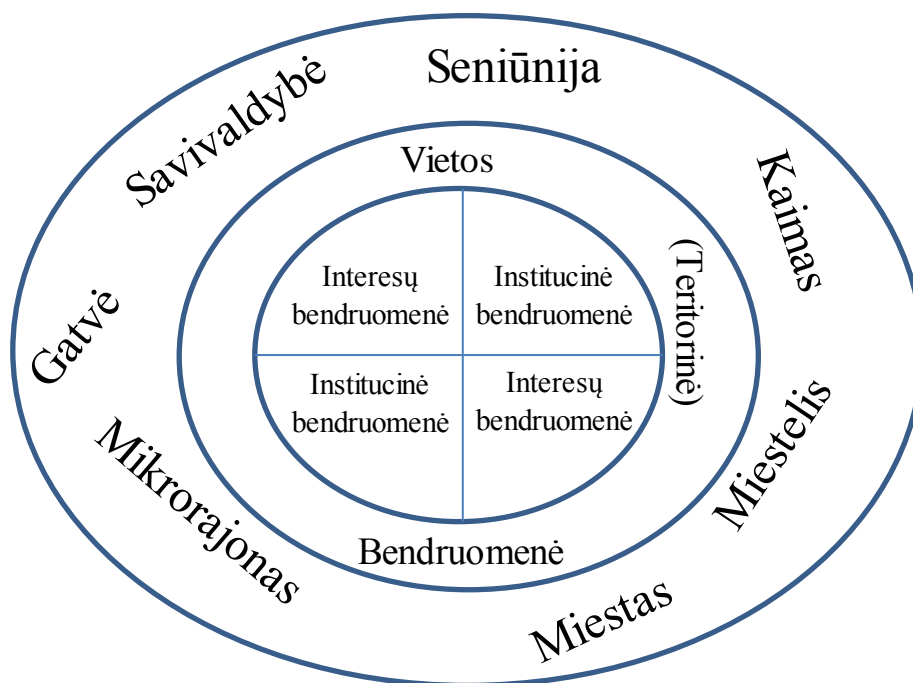 Seniūnija
Savivaldybė
Kaimas
Gatvė
Miestelis
Mikrorajonas
Miestas
Vietos
(Teritorinė)
Bendruomenė
Interesų
bendruomenė
Institucinė
bendruomenė
Institucinė
bendruomenė
Interesų
bendruomenė